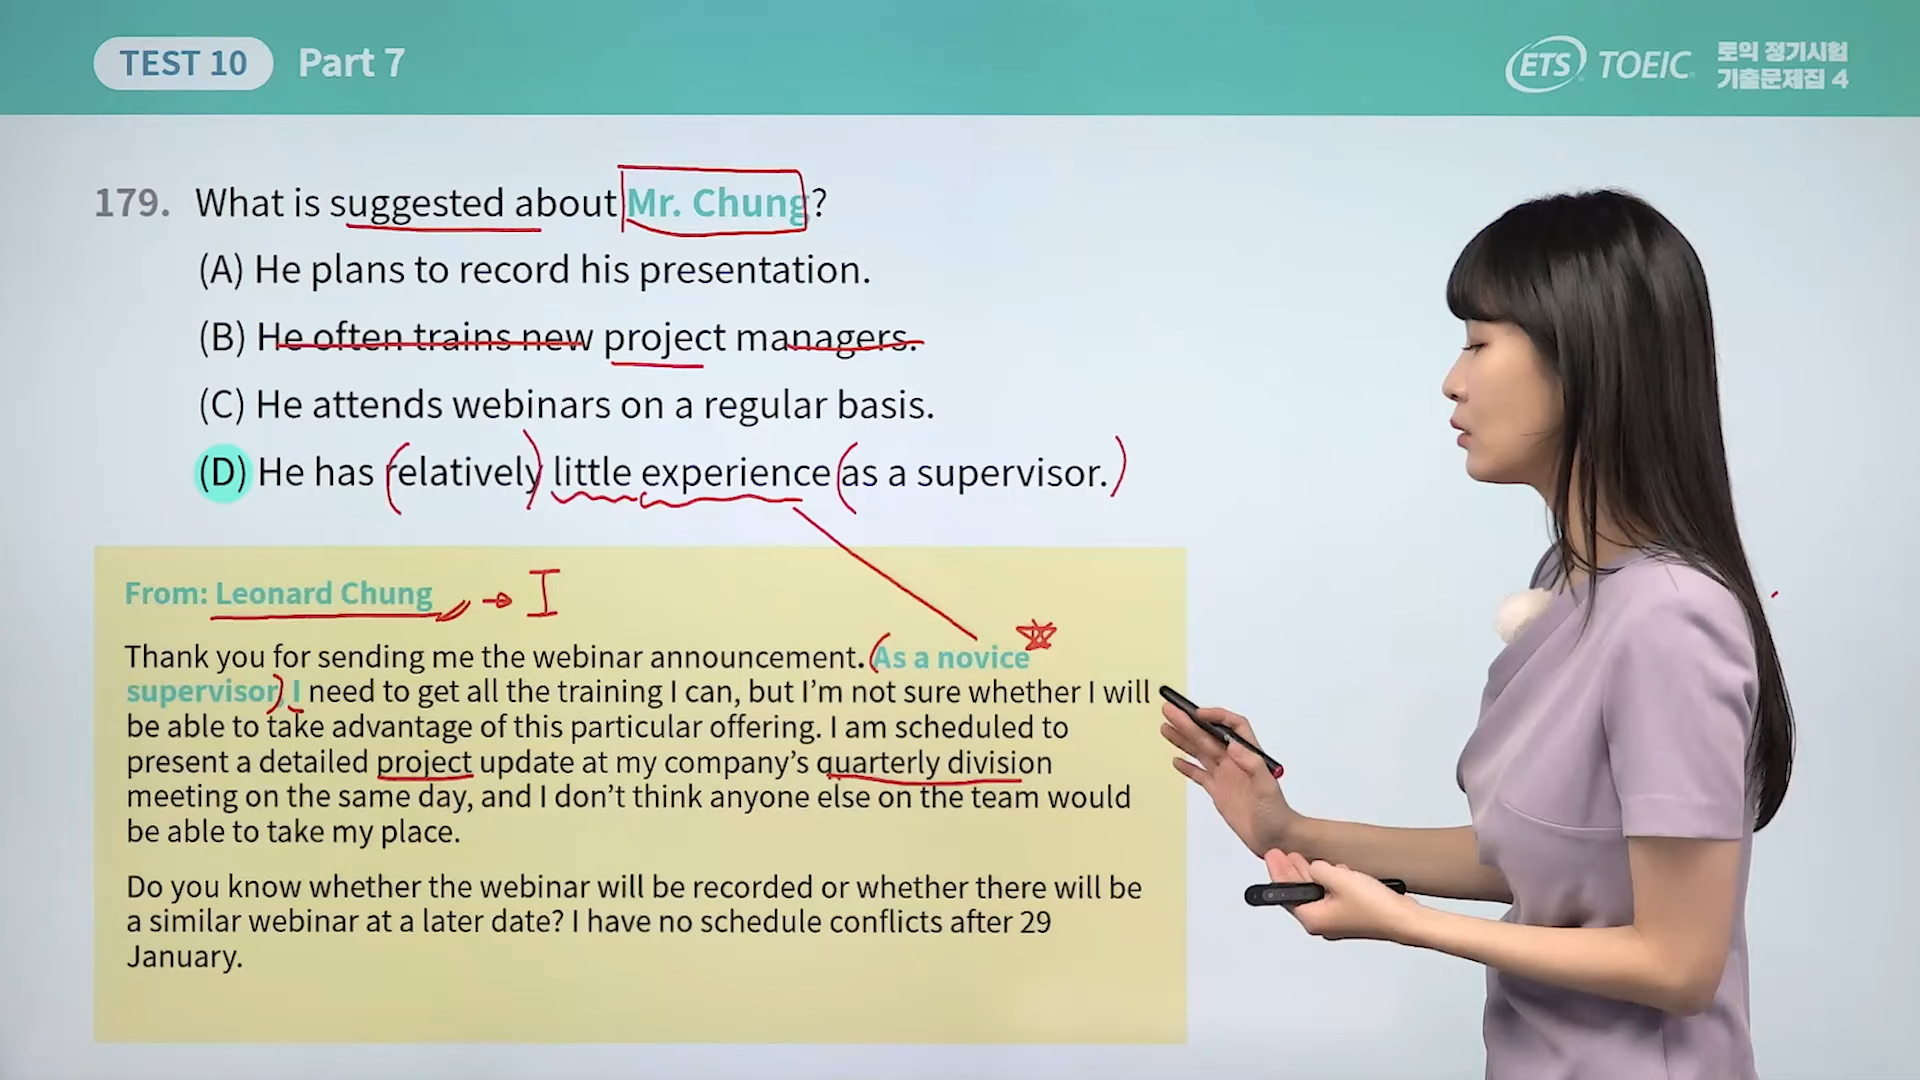 TEST 10 Part 7
ETS TOEIC 토익 정기시험
기출문제집 4
179. What is suggested about Mr. Chung?
(A) He plans to record his presentation.
(B) He often trains new project managers.
(C) He attends webinars on a regular basis.
(D) He has relatively little experience as a supervisor.
From: Leonard Chung → I
Thank you for sending me the webinar announcement. As a novice
supervisor, I need to get all the training I can, but I'm not sure whether I will
be able to take advantage of this particular offering. I am scheduled to
present a detailed project update at my company's quarterly division
meeting on the same day, and I don't think anyone else on the team would
be able to take my place.
Do you know whether the webinar will be recorded or whether there will be
a similar webinar at a later date? I have no schedule conflicts after 29
January.